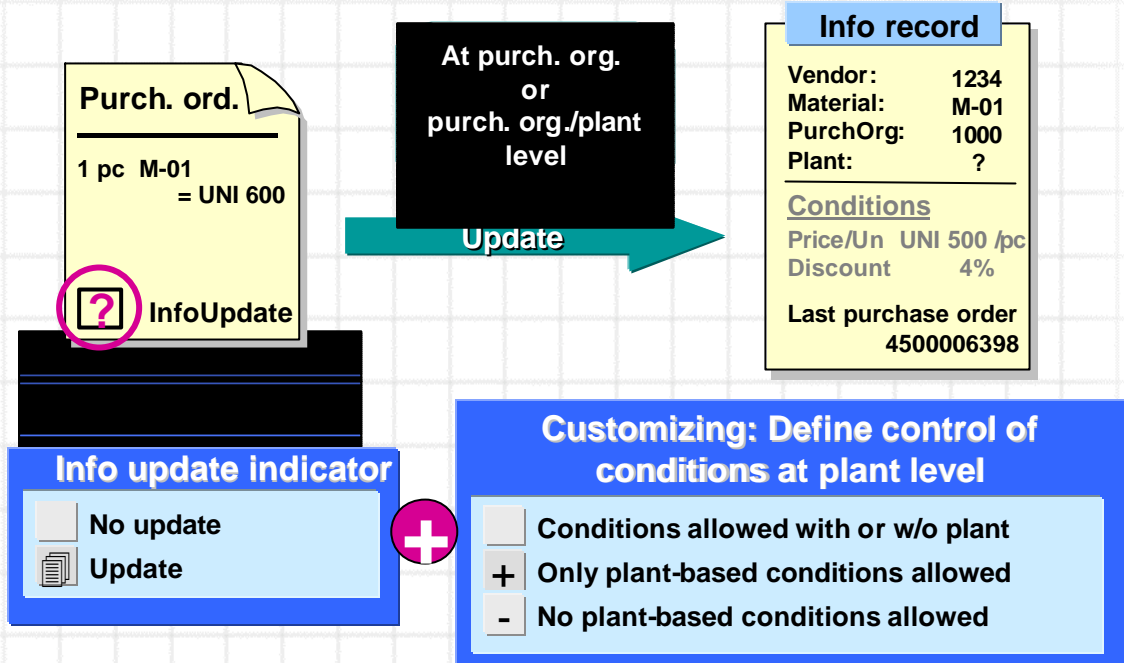 Purch. ord.
1 pc M-01
= UNI 600
? InfoUpdate
At purch. org.
or
purch. org./plant
level
Update
Info record
Vendor: 1234
Material: M-01
PurchOrg: 1000
Plant: ?
Conditions
Price/Un UNI 500 /pc
Discount 4%
Last purchase order
4500006398
Info update indicator
No update
Update
+
Customizing: Define control of
conditions at plant level
Conditions allowed with or w/o plant
+ Only plant-based conditions allowed
- No plant-based conditions allowed